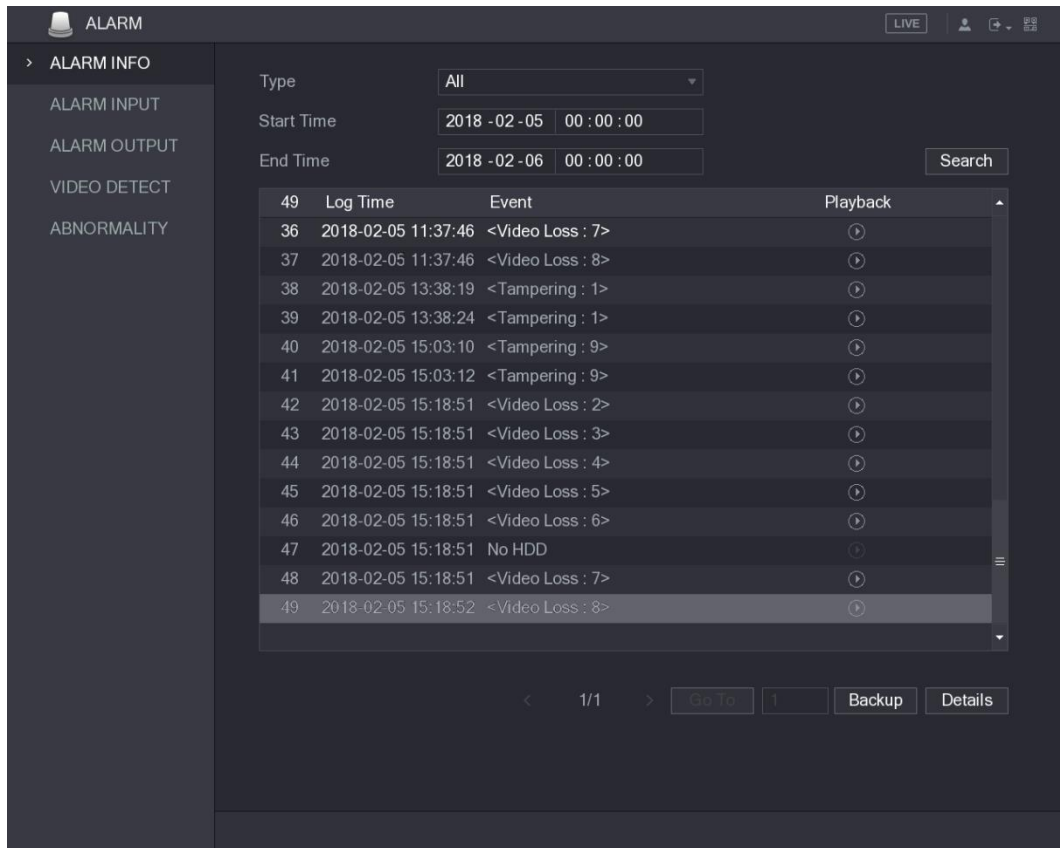 ALARM LIVE
ALARM INFO
ALARM INPUT
ALARM OUTPUT
VIDEO DETECT
ABNORMALITY
Type All
Start Time 2018 -02 -05 00 : 00 : 00
End Time 2018 -02 -06 00 : 00 : 00 Search
49 Log Time Event Playback
36 2018-02-05 11:37:46 <Video Loss : 7>
37 2018-02-05 11:37:46 <Video Loss : 8>
38 2018-02-05 13:38:19 <Tampering : 1>
39 2018-02-05 13:38:24 <Tampering : 1>
40 2018-02-05 15:03:10 <Tampering : 9>
41 2018-02-05 15:03:12 <Tampering : 9>
42 2018-02-05 15:18:51 <Video Loss : 2>
43 2018-02-05 15:18:51 <Video Loss : 3>
44 2018-02-05 15:18:51 <Video Loss : 4>
45 2018-02-05 15:18:51 <Video Loss : 5>
46 2018-02-05 15:18:51 <Video Loss : 6>
47 2018-02-05 15:18:51 No HDD
48 2018-02-05 15:18:51 <Video Loss : 7>
49 2018-02-05 15:18:52 <Video Loss : 8>
< 1/1 > Go To 1 Backup Details